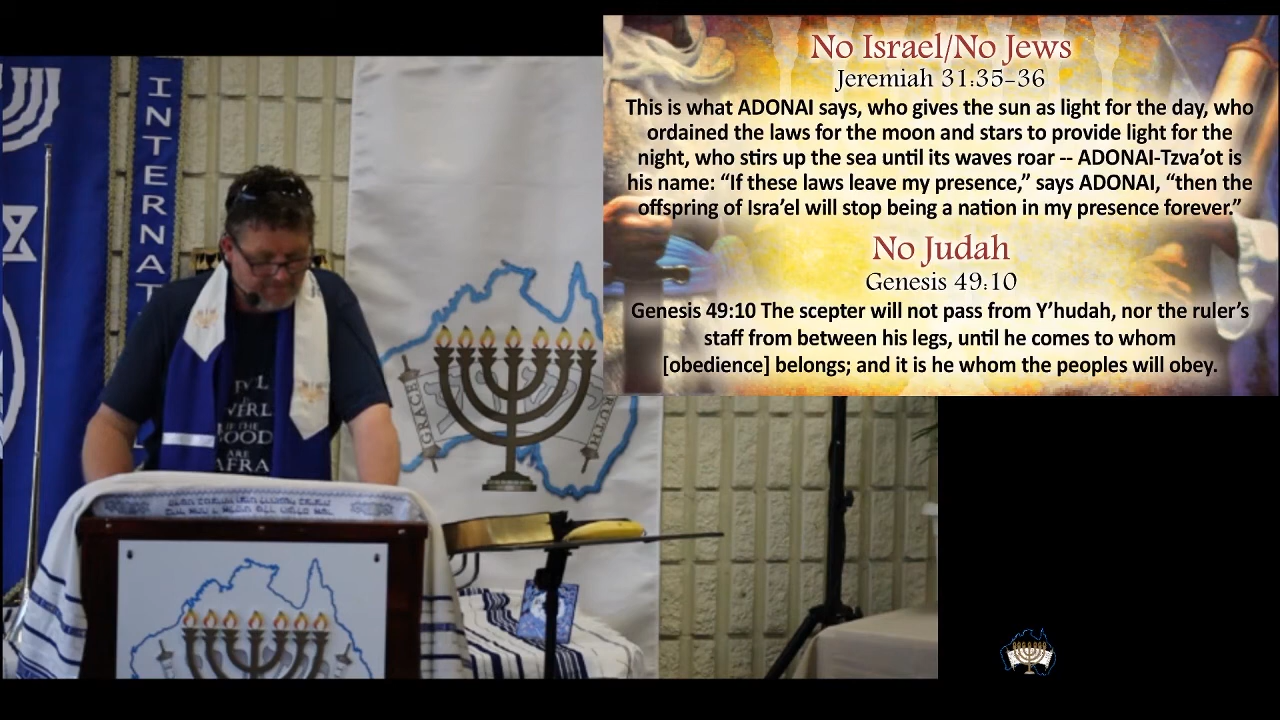 No Israel/No Jews
Jeremiah 31:35-36
This is what ADONAI says, who gives the sun as light for the day, who
ordained the laws for the moon and stars to provide light for the
night, who stirs up the sea until its waves roar -- ADONAI-Tzva'ot is
his name: “If these laws leave my presence,” says ADONAI, “then the
offspring of Isra'el will stop being a nation in my presence forever.”
No Judah
Genesis 49:10
Genesis 49:10 The scepter will not pass from Y'hudah, nor the ruler's
staff from between his legs, until he comes to whom
[obedience] belongs; and it is he whom the peoples will obey.
INTERNAT
GRACE
GOOD
ARE
AFRA